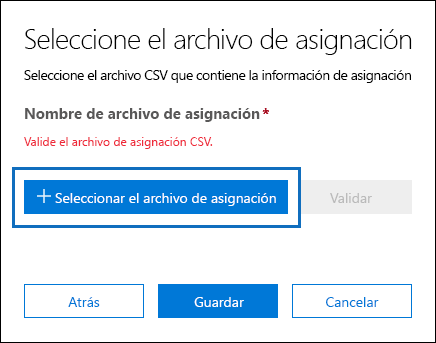 Seleccione el archivo de asignación
Seleccione el archivo CSV que contiene la información de asignación
Nombre de archivo de asignación*
Valide el archivo de asignación CSV.
+ Seleccionar el archivo de asignación Validar
Atrás Guardar Cancelar